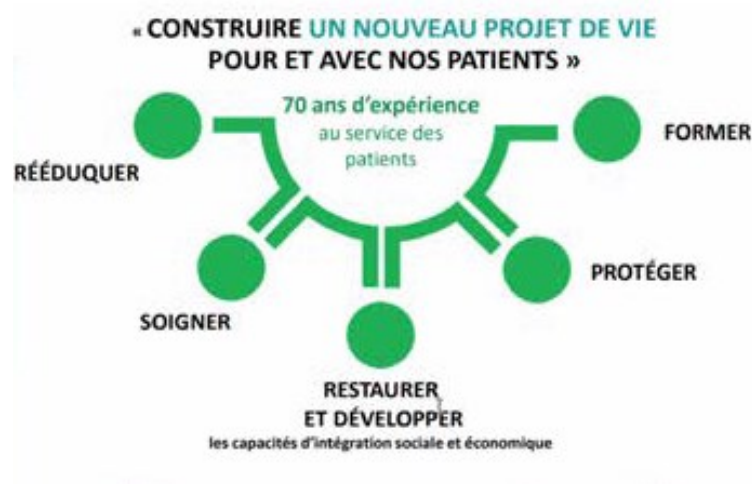 « CONSTRUIRE UN NOUVEAU PROJET DE VIE
POUR ET AVEC NOS PATIENTS »
70 ans d'expérience
au service des
patients
RÉÉDUQUER
FORMER
SOIGNER
PROTÉGER
RESTAURER
ET DÉVELOPPER
les capacités d'intégration sociale et économique